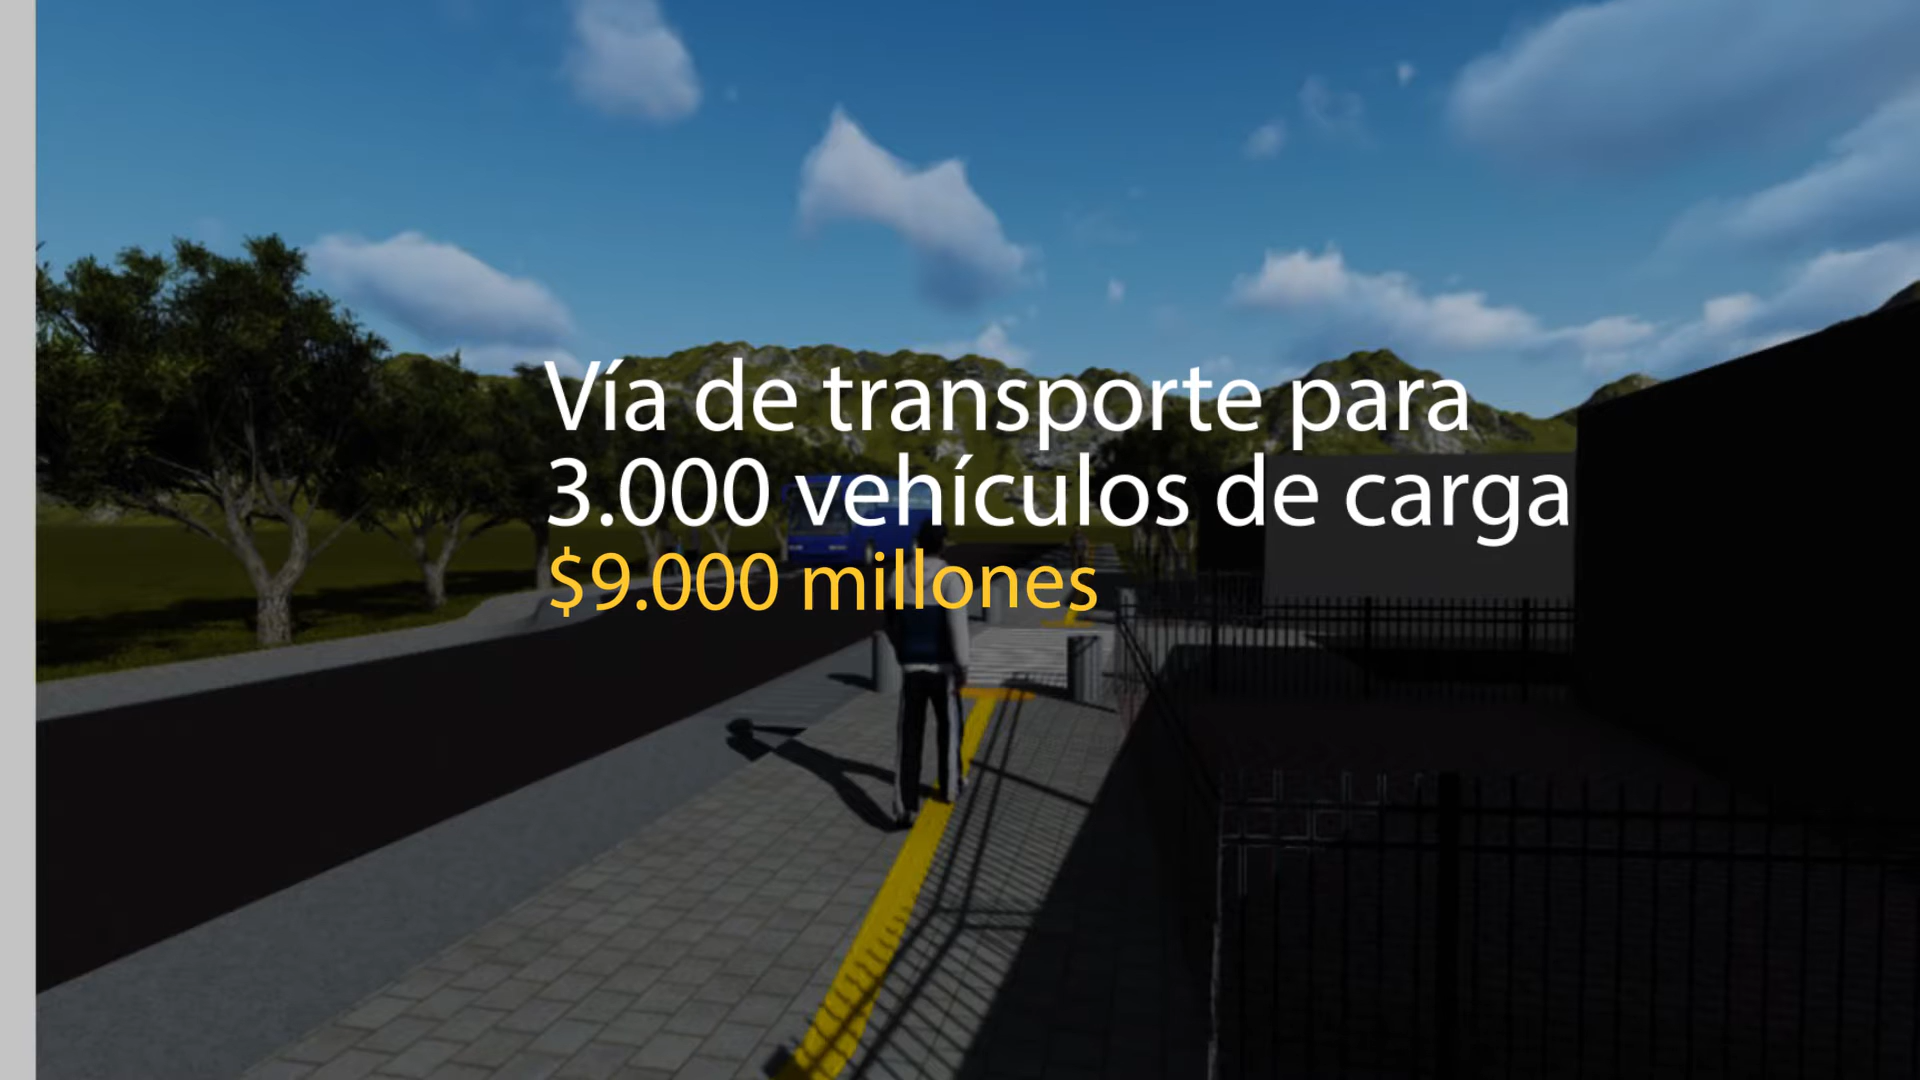 Vía de transporte para
3.000 vehículos de carga
$9.000 millones